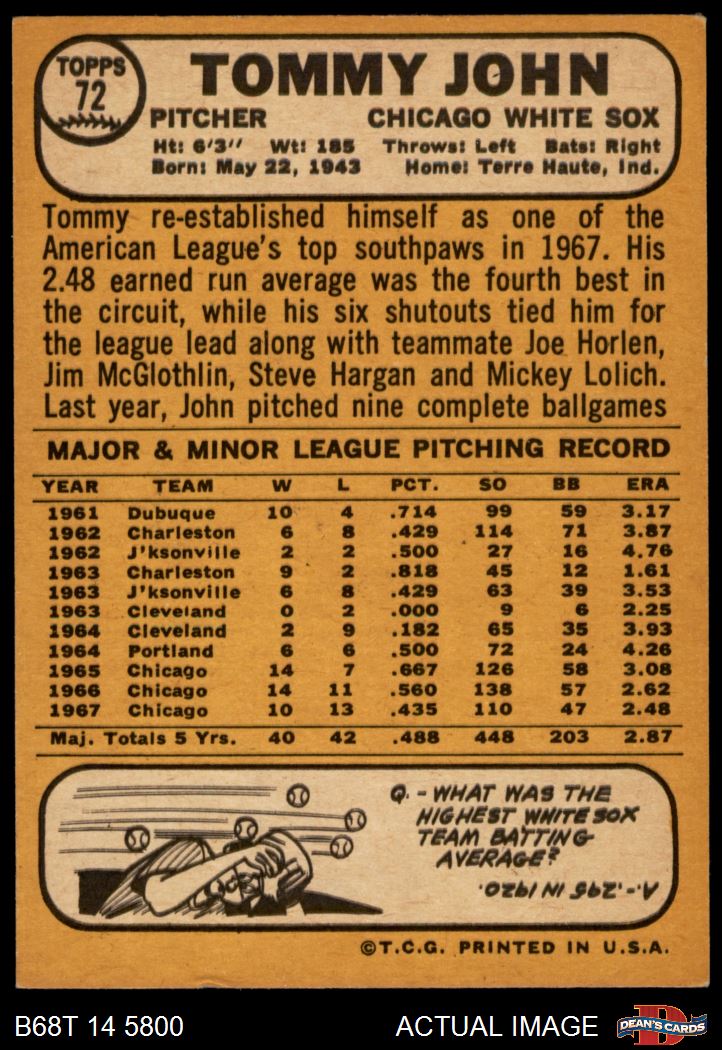 TOPPS
72
TOMMY JOHN
PITCHER CHICAGO WHITE SOX
Ht: 6'3" Wt: 185 Throws: Left Bats: Right
Born: May 22, 1943 Home: Terre Haute, Ind.
Tommy re-established himself as one of the
American League's top southpaws in 1967. His
2.48 earned run average was the fourth best in
the circuit, while his six shutouts tied him for
the league lead along with teammate Joe Horlen,
Jim McGlothlin, Steve Hargan and Mickey Lolich.
Last year, John pitched nine complete ballgames
MAJOR & MINOR LEAGUE PITCHING RECORD
YEAR TEAM W L PCT. SO BB ERA
1961 Dubuque 10 4 .714 99 59 3.17
1962 Charleston 6 8 .429 114 71 3.87
1962 J'ksonville 2 2 .500 27 16 4.76
1963 Charleston 9 2 .818 45 12 1.61
1963 J'ksonville 6 8 .429 63 39 3.53
1963 Cleveland 0 2 .000 9 6 2.25
1964 Cleveland 2 9 .182 65 35 3.93
1964 Portland 6 6 .500 72 24 4.26
1965 Chicago 14 7 .667 126 58 3.08
1966 Chicago 14 11 .560 138 57 2.62
1967 Chicago 10 13 .435 110 47 2.48
Maj. Totals 5 Yrs. 40 42 .488 448 203 2.87
Q.-WHAT WAS THE
HIGHEST WHITE SOX
TEAM BATTING
AVERAGE?
A.-'.295 IN 1920.
©T.C.G. PRINTED IN U.S.A.
B68T 14 5800 ACTUAL IMAGE D DEAN'S CARDS